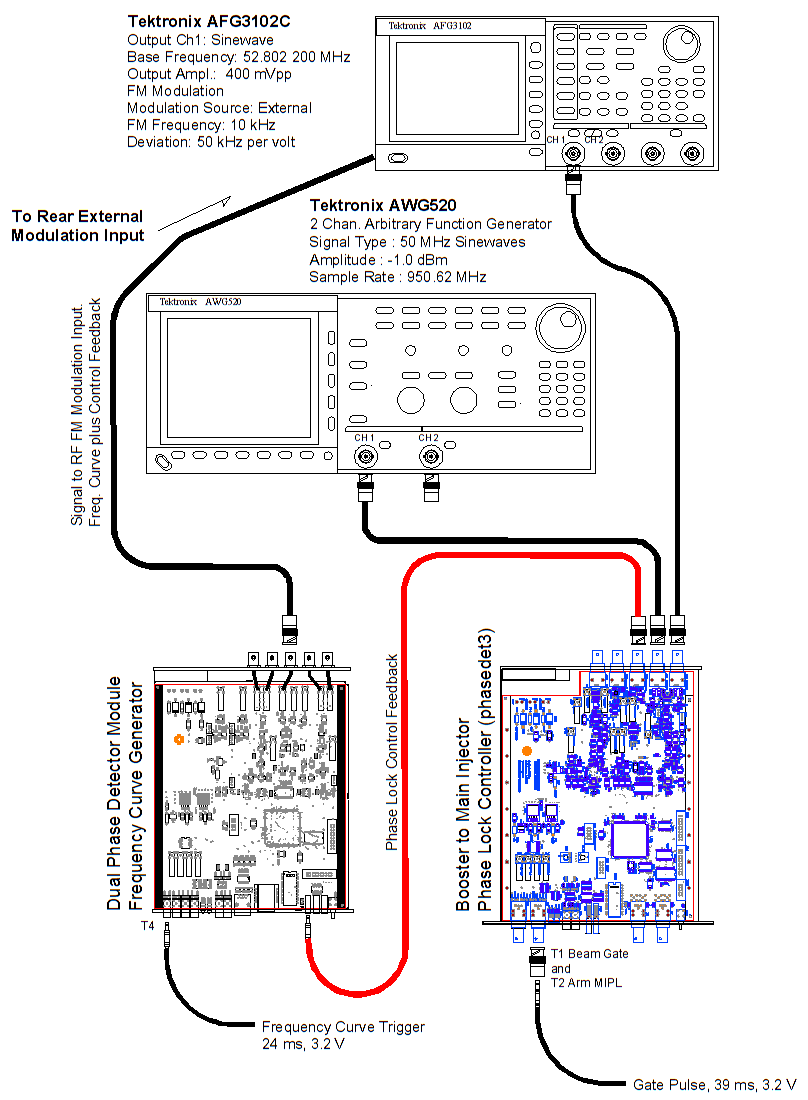 Tektronix AFG3102C
Output Ch1: Sinewave
Base Frequency: 52.802 200 MHz
Output Ampl.: 400 mVpp
FM Modulation
Modulation Source: External
FM Frequency: 10 kHz
Deviation: 50 kHz per volt
Tektronix AFG3102
CH 1
CH 2
To Rear External
Modulation Input
Tektronix AWG520
2 Chan. Arbitrary Function Generator
Signal Type : 50 MHz Sinewaves
Amplitude : -1.0 dBm
Sample Rate : 950.62 MHz
Tektronix AWG520
CH 1
CH 2
Signal to RF FM Modulation Input.
Freq. Curve plus Control Feedback
Dual Phase Detector Module
Frequency Curve Generator
Phase Lock Control Feedback
Booster to Main Injector
Phase Lock Controller (phasedet3)
T4
T1 Beam Gate
and
T2 Arm MIPL
Frequency Curve Trigger
24 ms, 3.2 V
Gate Pulse, 39 ms, 3.2 V